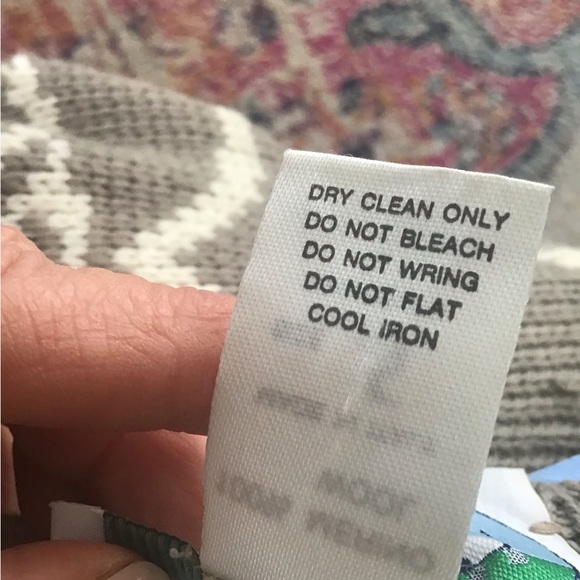 DRY CLEAN ONLY
DO NOT BLEACH
DO NOT WRING
DO NOT FLAT
COOL IRON